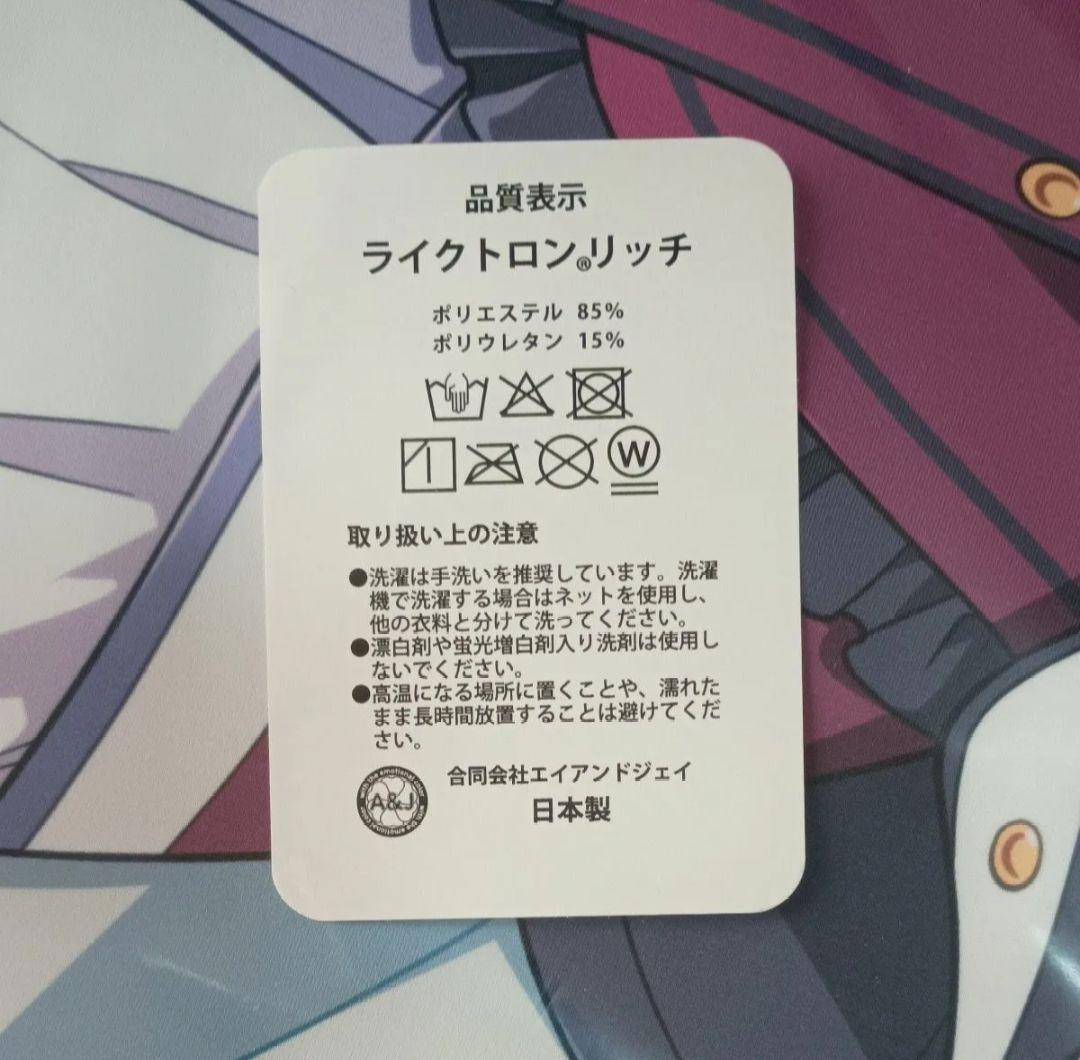 品質表示
ライクトロン®リッチ
ポリエステル 85%
ポリウレタン 15%
W
取り扱い上の注意
●洗濯は手洗いを推奨しています。洗濯
機で洗濯する場合はネットを使用し、
他の衣料と分けて洗ってください。
●漂白剤や蛍光増白剤入り洗剤は使用し
ないでください。
●高温になる場所に置くことや、濡れた
まま長時間放置することは避けてくだ
さい。
A&J
with the emotional color
合同会社エイアンドジェイ
日本製